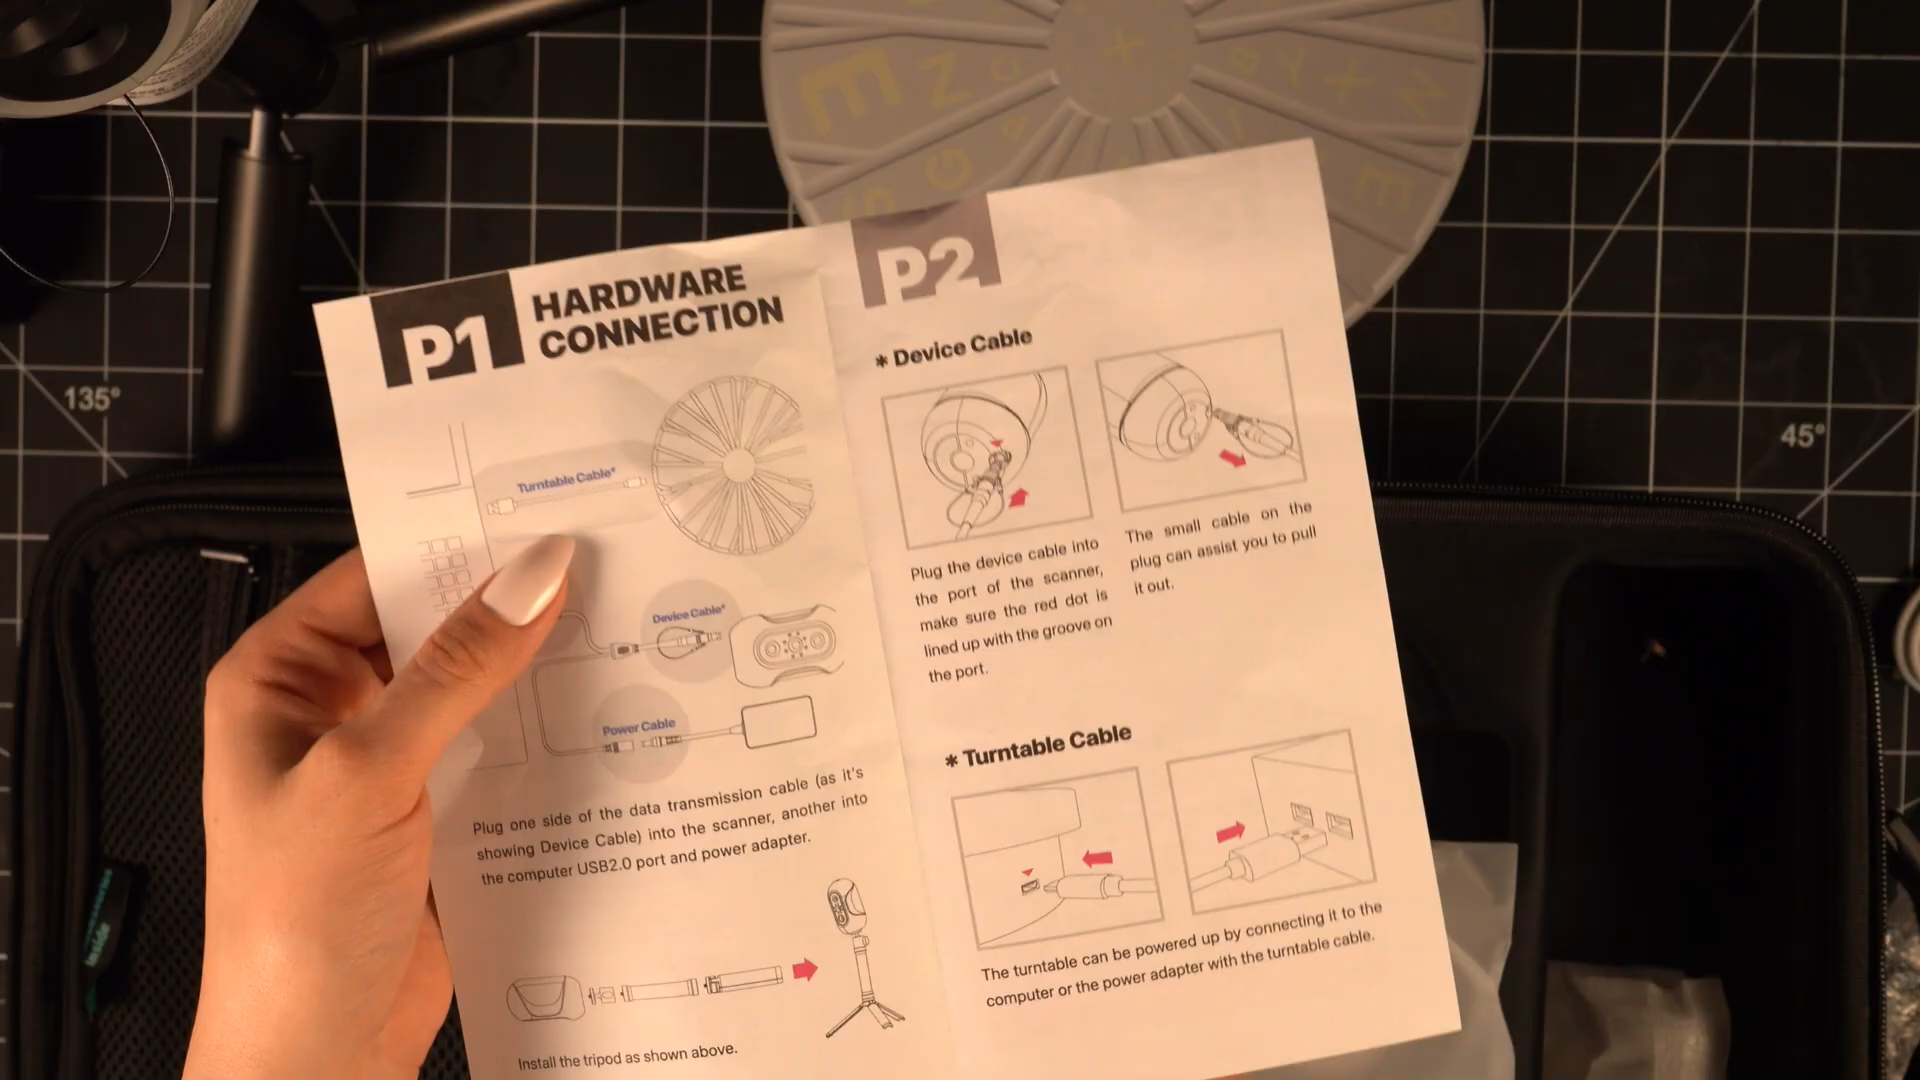 P1
HARDWARE
CONNECTION
Turntable Cable*
Device Cable*
Power Cable
Plug one side of the data transmission cable (as it's
showing Device Cable) into the scanner, another into
the computer USB2.0 port and power adapter.
Install the tripod as shown above.
P2
* Device Cable
Plug the device cable into
the port of the scanner,
make sure the red dot is
lined up with the groove on
the port.
The small cable on the
plug can assist you to pull
it out.
* Turntable Cable
The turntable can be powered up by connecting it to the
computer or the power adapter with the turntable cable.
135°
45°
Accessories
Inside